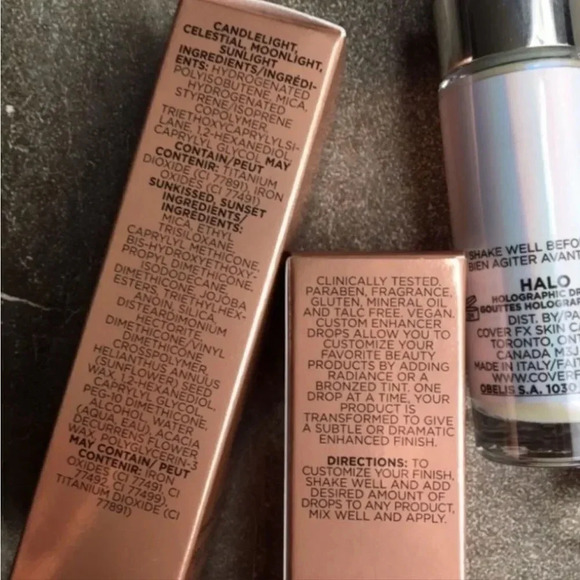 CANDLELIGHT,
CELESTIAL, MOONLIGHT,
SUNLIGHT
INGREDIENTS/INGRÉDI-
ENTS: HYDROGENATED
POLYISOBUTENE, MICA,
HYDROGENATED
STYRENE/ISOPRENE
COPOLYMER,
TRIETHOXYCAPRYLYLSI-
LANE, 1,2-HEXANEDIOL,
CAPRYLYL GLYCOL MAY
CONTAIN/PEUT
CONTENIR: TITANIUM
DIOXIDE (CI 77891), IRON
OXIDES (CI 77491)
SUNKISSED, SUNSET
INGREDIENTS/
INGRÉDIENTS:
MICA, ETHYL
TRISILOXANE,
CAPRYLYL METHICONE,
BIS-HYDROXYETHOXY-
PROPYL DIMETHICONE,
ISODODECANE,
DIMETHICONE, JOJOBA
ESTERS, TRIETHYLHEX-
ANOIN, SILICA,
DISTEARDIMONIUM
HECTORITE,
DIMETHICONE/VINYL
DIMETHICONE
CROSSPOLYMER,
HELIANTHUS ANNUUS
(SUNFLOWER) SEED
WAX, 1,2-HEXANEDIOL,
CAPRYLYL GLYCOL,
PEG-10 DIMETHICONE,
ALCOHOL, WATER
(AQUA, EAU), ACACIA
DECURRENS FLOWER
WAX, POLYGLYCERIN-3
MAY CONTAIN/ PEUT
CONTENIR: IRON
OXIDES (CI 77491, CI
77492, CI 77499),
TITANIUM DIOXIDE (CI
77891)
CLINICALLY TESTED,
PARABEN, FRAGRANCE,
GLUTEN, MINERAL OIL
AND TALC FREE. VEGAN.
CUSTOM ENHANCER
DROPS ALLOW YOU TO
CUSTOMIZE YOUR
FAVORITE BEAUTY
PRODUCTS BY ADDING
RADIANCE OR A
BRONZED TINT. ONE
DROP AT A TIME, YOUR
PRODUCT IS
TRANSFORMED TO GIVE
A SUBTLE OR DRAMATIC
ENHANCED FINISH.
DIRECTIONS: TO
CUSTOMIZE YOUR FINISH,
SHAKE WELL AND ADD
DESIRED AMOUNT OF
DROPS TO ANY PRODUCT,
MIX WELL AND APPLY.
SHAKE WELL BEFO
BIEN AGITER AVANT
HALO
HOLOGRAPHIC DR
GOUTTES HOLOGRA
DIST. BY/PA
COVER FX SKIN C
TORONTO, ONT
CANADA M3J
MADE IN ITALY/FA
WWW.COVERF
OBELIS S.A. 1030